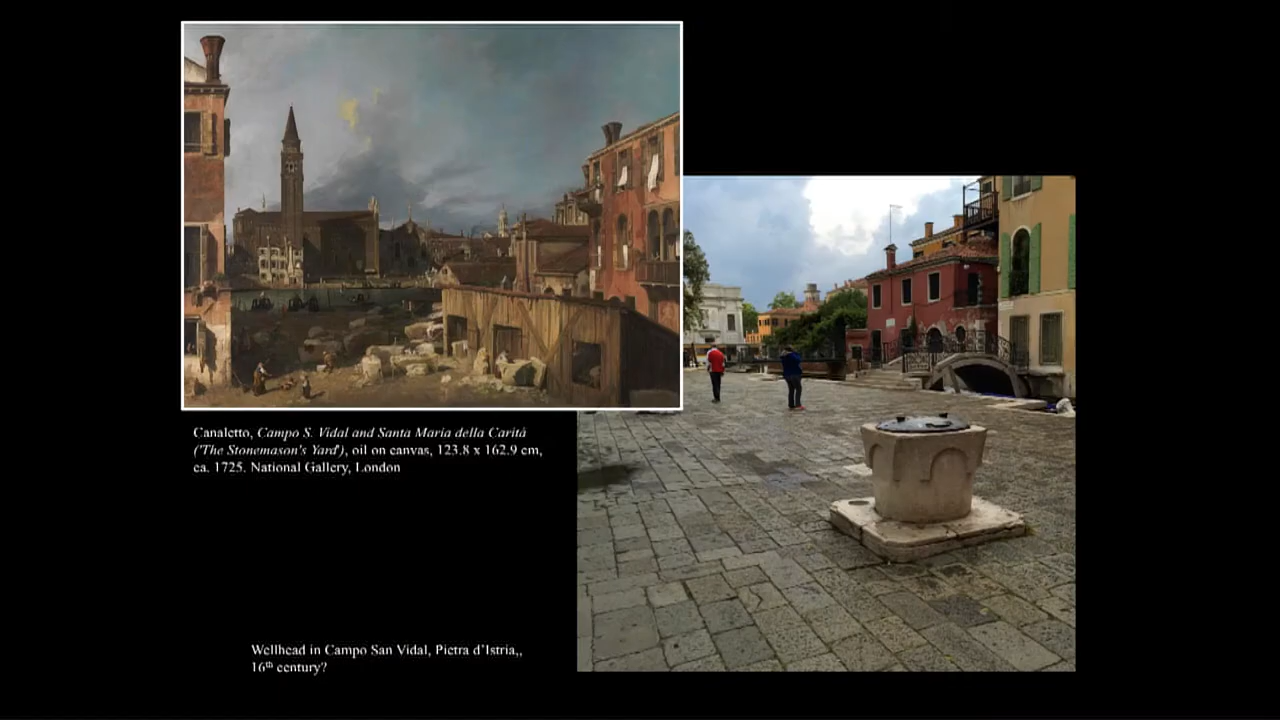 Canaletto, Campo S. Vidal and Santa Maria della Carità
('The Stonemason's Yard'), oil on canvas, 123.8 x 162.9 cm,
ca. 1725. National Gallery, London
Wellhead in Campo San Vidal, Pietra d'Istria,,
16th century?